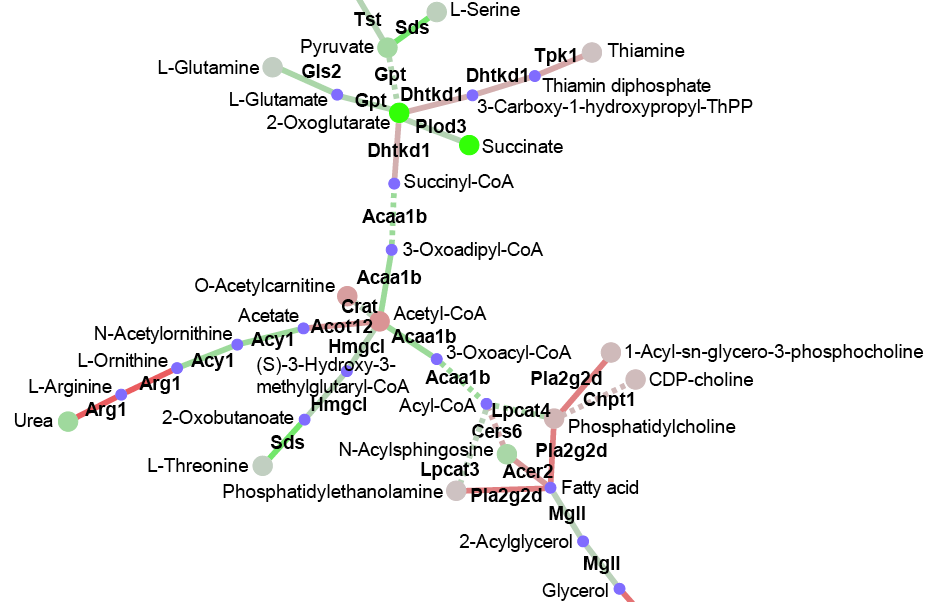 L-Serine
Tst
Sds
Pyruvate
Thiamine
Tpk1
L-Glutamine
Gls2
Gpt
Dhtkd1
Thiamin diphosphate
L-Glutamate
Gpt
Dhtkd1
3-Carboxy-1-hydroxypropyl-ThPP
2-Oxoglutarate
Plod3
Succinate
Dhtkd1
Succinyl-CoA
Acaa1b
3-Oxoadipyl-CoA
Acaa1b
O-Acetylcarnitine
Crat
Acetyl-CoA
Acetate
Acot12
Acaa1b
N-Acetylornithine
Acy1
Hmgcl
3-Oxoacyl-CoA
1-Acyl-sn-glycero-3-phosphocholine
L-Ornithine
Acy1
(S)-3-Hydroxy-3-
methylglutaryl-CoA
Acaa1b
Pla2g2d
CDP-choline
L-Arginine
Arg1
Arg1
Hmgcl
Acyl-CoA
Lpcat4
Chpt1
Urea
2-Oxobutanoate
Cers6
Phosphatidylcholine
Sds
N-Acylsphingosine
Pla2g2d
L-Threonine
Lpcat3
Acer2
Phosphatidylethanolamine
Pla2g2d
Fatty acid
Mgll
2-Acylglycerol
Mgll
Glycerol